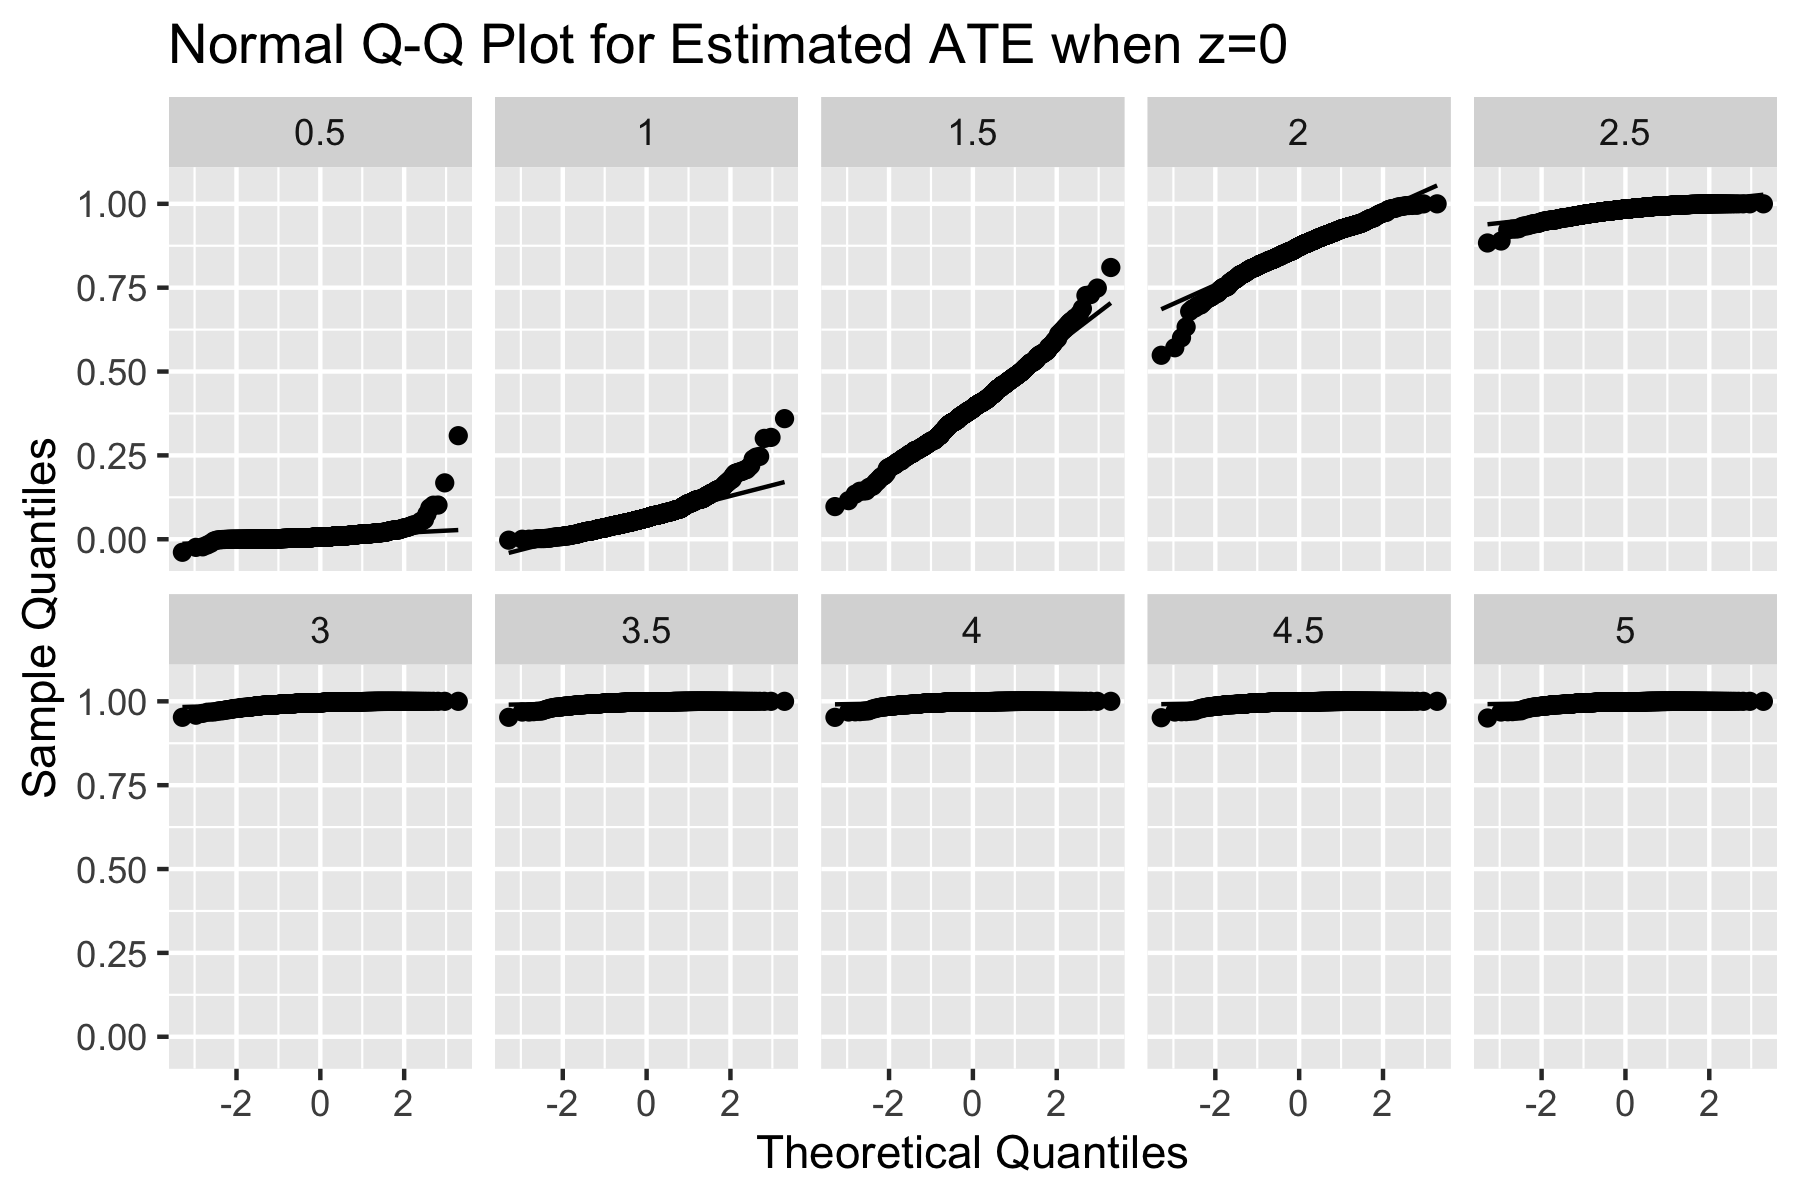 Normal Q-Q Plot for Estimated ATE when z=0
0.5 1 1.5 2 2.5
1.00
0.75
0.50
0.25
0.00
3 3.5 4 4.5 5
1.00
0.75
0.50
0.25
0.00
Sample Quantiles
-2 0 2 -2 0 2 -2 0 2 -2 0 2 -2 0 2
Theoretical Quantiles